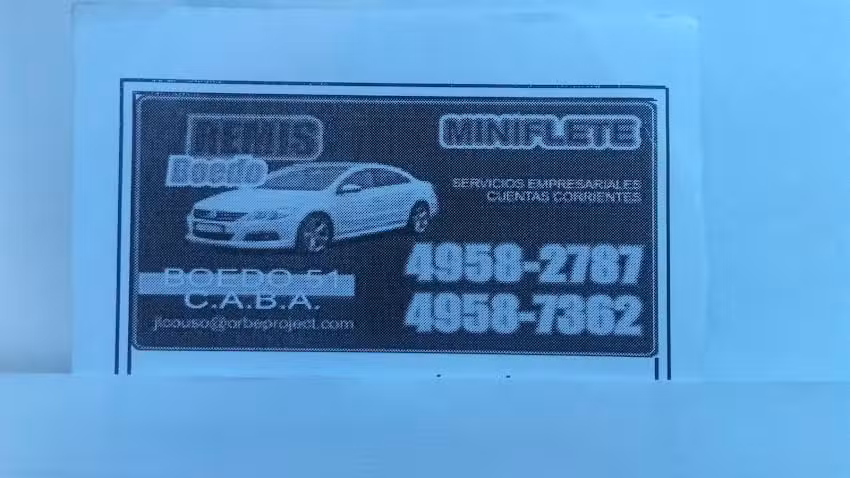 REMIS
Boedo
MINIFLETE
SERVICIOS EMPRESARIALES
CUENTAS CORRIENTES
4958-2787
4958-7362
BOEDO 51
C.A.B.A.
jlcouso@orbeproject.com